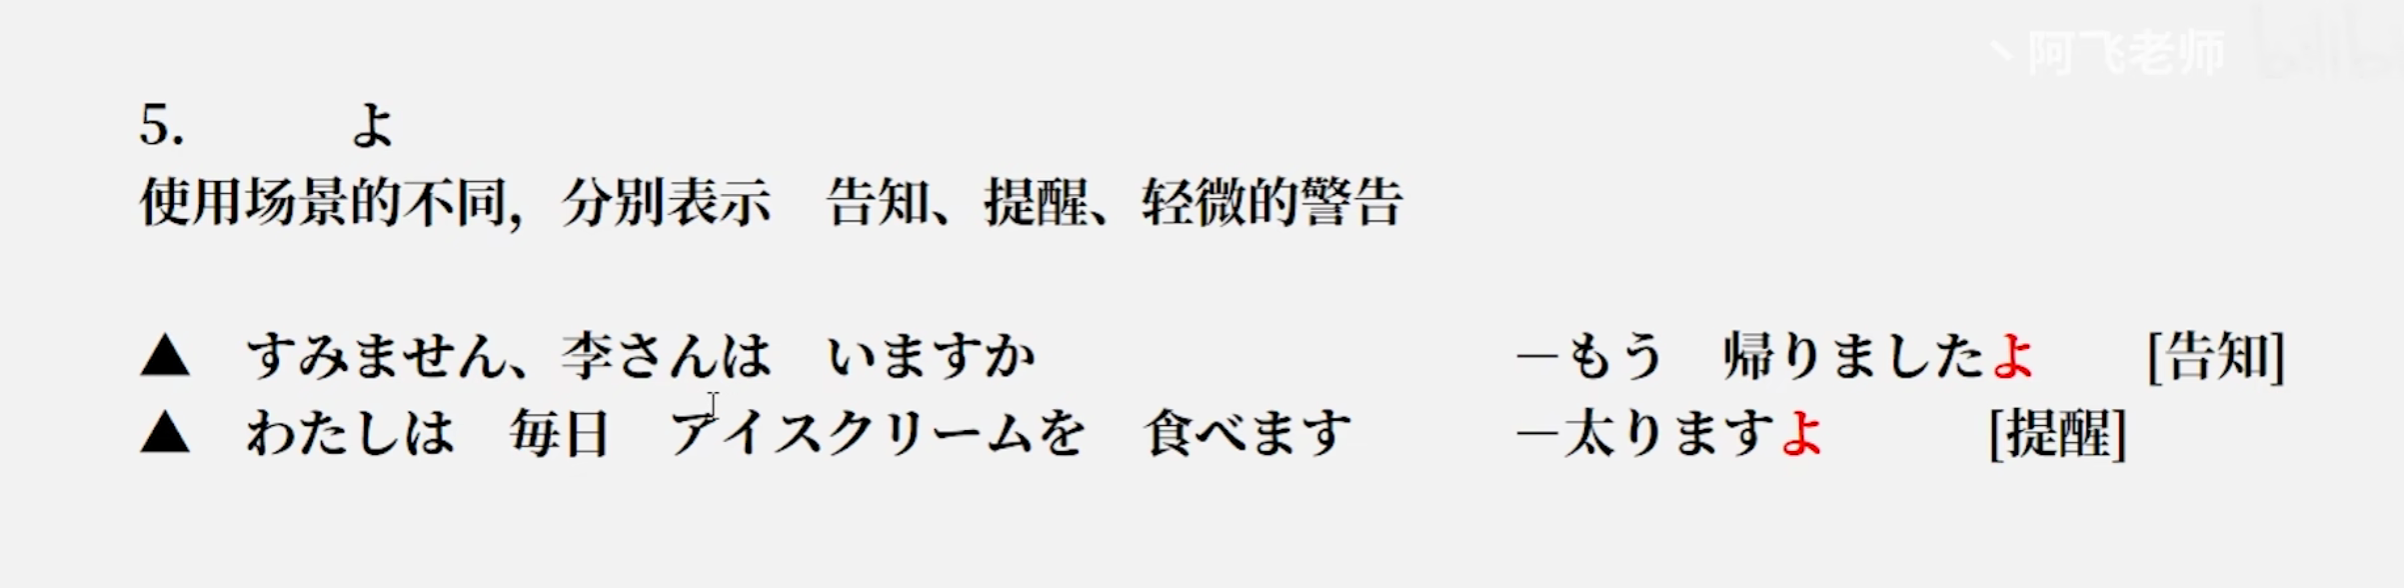 丶阿飞老师 bilibili
5.　　　よ
使用场景的不同，分别表示　告知、提醒、轻微的警告
▲　すみません、李さんは　いますか　　　　－もう　帰りましたよ　　[告知]
▲　わたしは　毎日　アイスクリームを　食べます　　　－太りますよ　　　[提醒]